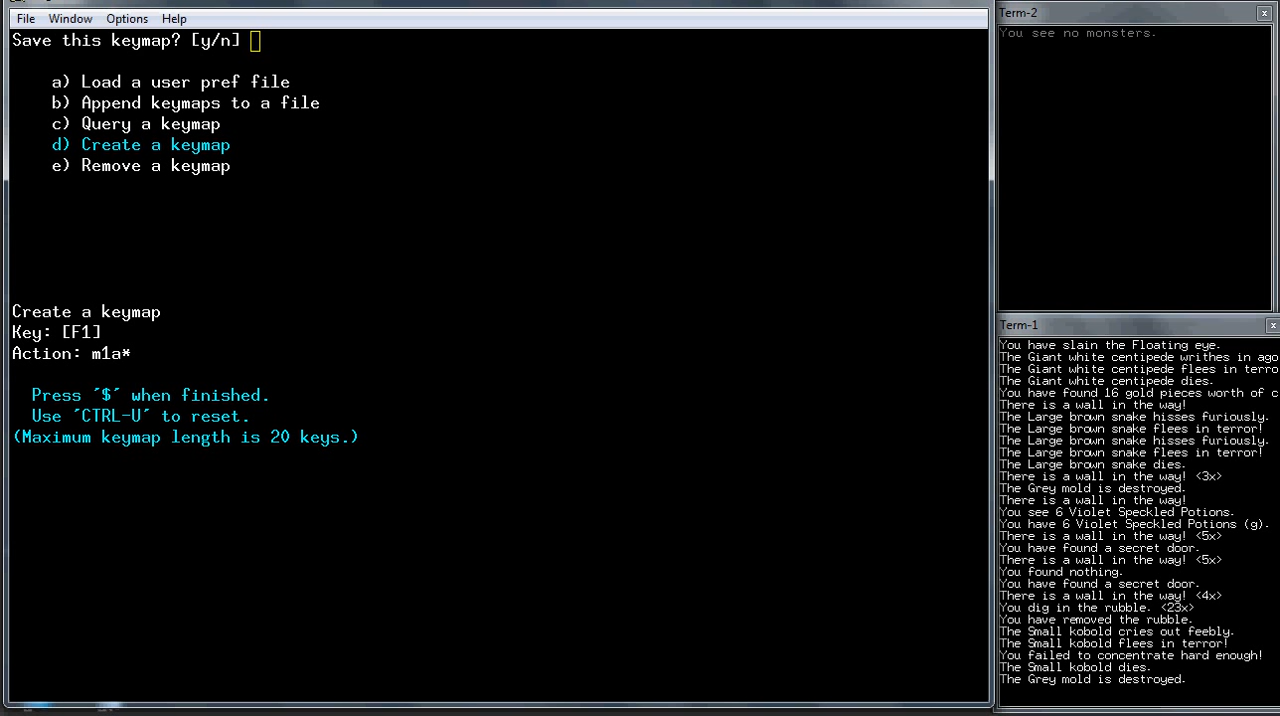 File Window Options Help
Save this keymap? [y/n]
a) Load a user pref file
b) Append keymaps to a file
c) Query a keymap
d) Create a keymap
e) Remove a keymap
Create a keymap
Key: [F1]
Action: m1a*
Press ´$´ when finished.
Use ´CTRL-U´ to reset.
(Maximum keymap length is 20 keys.)
Term-2
You see no monsters.
Term-1
You have slain the Floating eye.
The Giant white centipede writhes in ago
The Giant white centipede flees in terro
The Giant white centipede dies.
You have found 16 gold pieces worth of c
There is a wall in the way!
The Large brown snake hisses furiously.
The Large brown snake flees in terror!
The Large brown snake hisses furiously.
The Large brown snake flees in terror!
The Large brown snake dies.
There is a wall in the way! <3x>
The Grey mold is destroyed.
There is a wall in the way!
You see 6 Violet Speckled Potions.
You have 6 Violet Speckled Potions (g).
There is a wall in the way! <5x>
You have found a secret door.
There is a wall in the way! <5x>
You found nothing.
You have found a secret door.
There is a wall in the way! <4x>
You dig in the rubble. <23x>
You have removed the rubble.
The Small kobold cries out feebly.
The Small kobold flees in terror!
You failed to concentrate hard enough!
The Small kobold dies.
The Grey mold is destroyed.